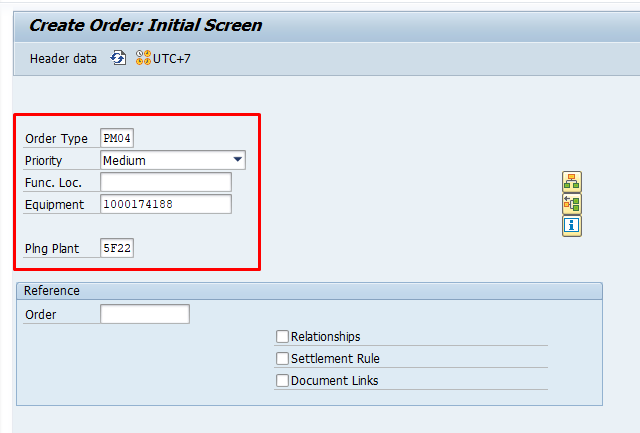 Create Order: Initial Screen
Header data UTC+7
Order Type PM04
Priority Medium
Func. Loc.
Equipment 1000174188
Plng Plant 5F22
Reference
Order
Relationships
Settlement Rule
Document Links